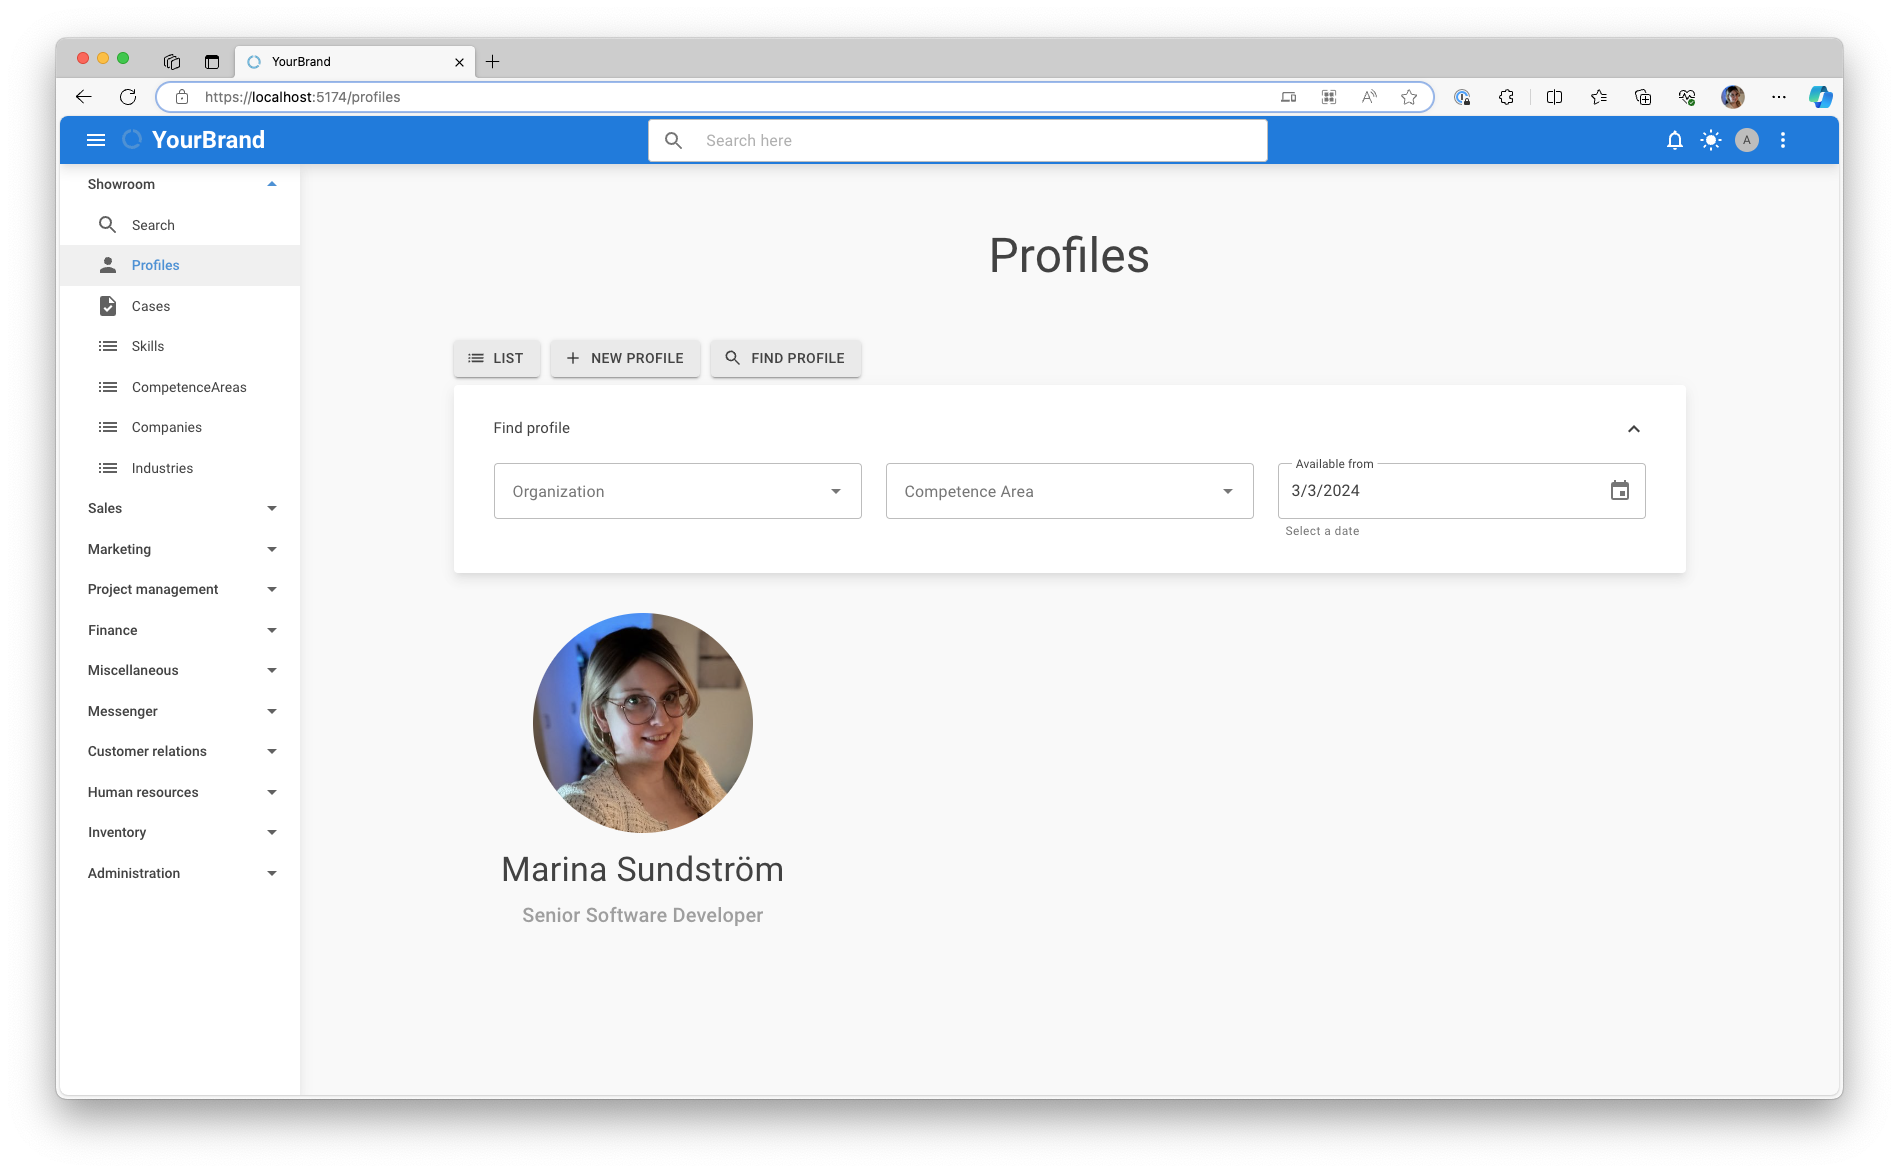 YourBrand
https://localhost:5174/profiles
YourBrand
Search here
A
Showroom
Search
Profiles
Cases
Skills
CompetenceAreas
Companies
Industries
Sales
Marketing
Project management
Finance
Miscellaneous
Messenger
Customer relations
Human resources
Inventory
Administration
Profiles
LIST
NEW PROFILE
FIND PROFILE
Find profile
Organization
Competence Area
Available from
3/3/2024
Select a date
Marina Sundström
Senior Software Developer